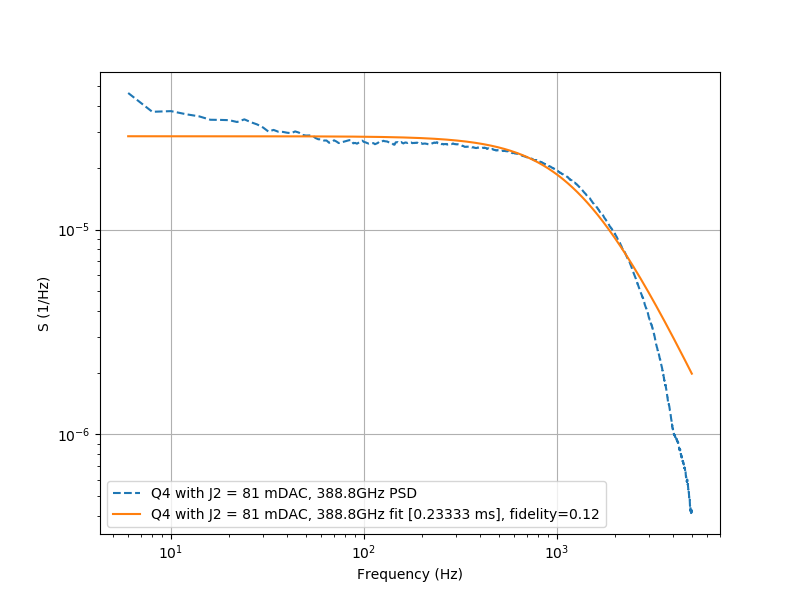 S (1/Hz)
10⁻⁵
10⁻⁶
Q4 with J2 = 81 mDAC, 388.8GHz PSD
Q4 with J2 = 81 mDAC, 388.8GHz fit [0.23333 ms], fidelity=0.12
10¹ 10² 10³
Frequency (Hz)